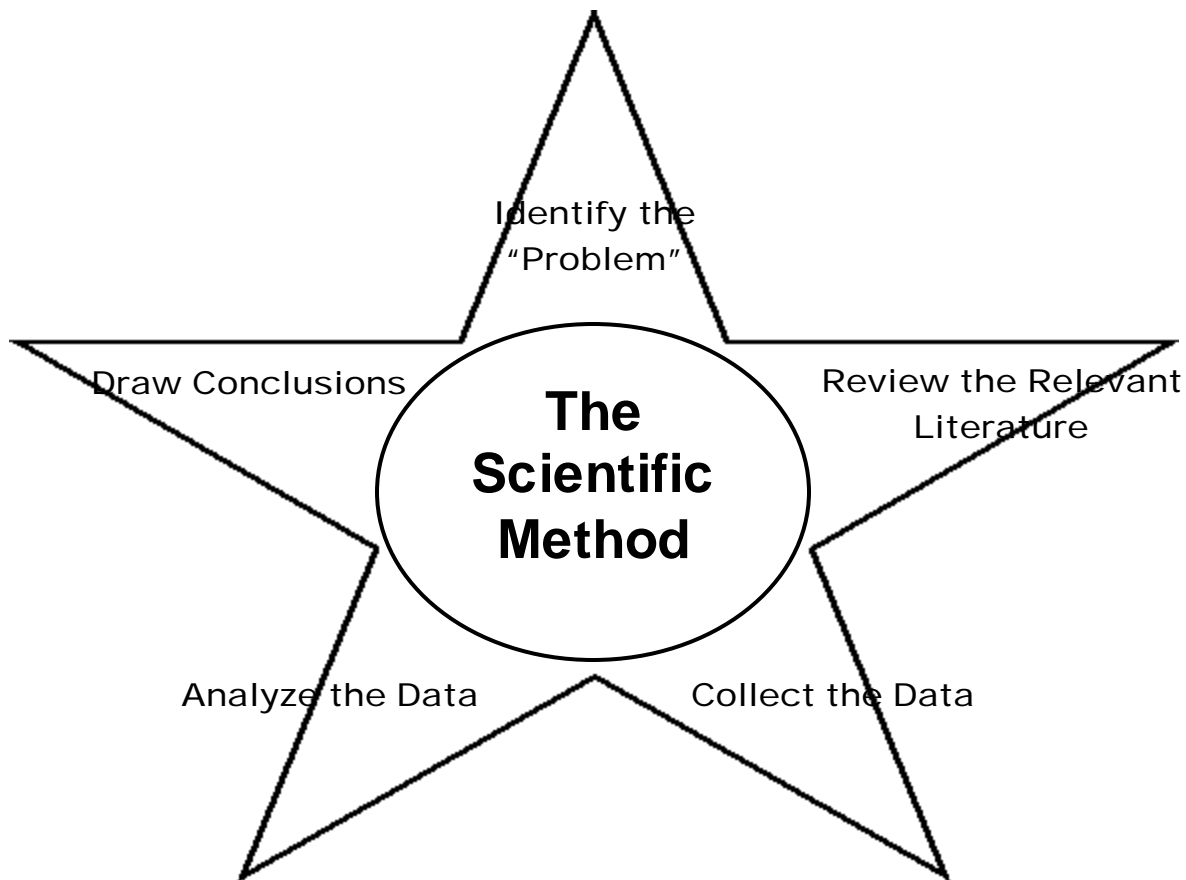 Identify the
“Problem”
Draw Conclusions
Review the Relevant
Literature
The
Scientific
Method
Analyze the Data
Collect the Data